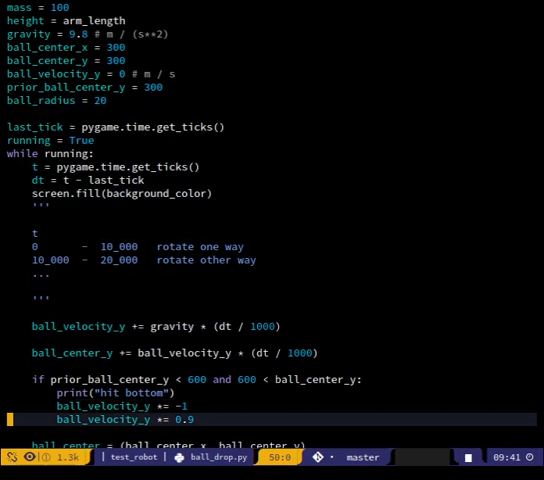 mass = 100
height = arm_length
gravity = 9.8 # m / (s**2)
ball_center_x = 300
ball_center_y = 300
ball_velocity_y = 0 # m / s
prior_ball_center_y = 300
ball_radius = 20
last_tick = pygame.time.get_ticks()
running = True
while running:
t = pygame.time.get_ticks()
dt = t - last_tick
screen.fill(background_color)
'''
t
0 - 10_000 rotate one way
10_000 - 20_000 rotate other way
...
'''
ball_velocity_y += gravity * (dt / 1000)
ball_center_y += ball_velocity_y * (dt / 1000)
if prior_ball_center_y < 600 and 600 < ball_center_y:
print("hit bottom")
ball_velocity_y *= -1
ball_velocity_y *= 0.9
ball_center = (ball_center_x, ball_center_y)
1.3k | test_robot ball_drop.py 50:0 master 09:41